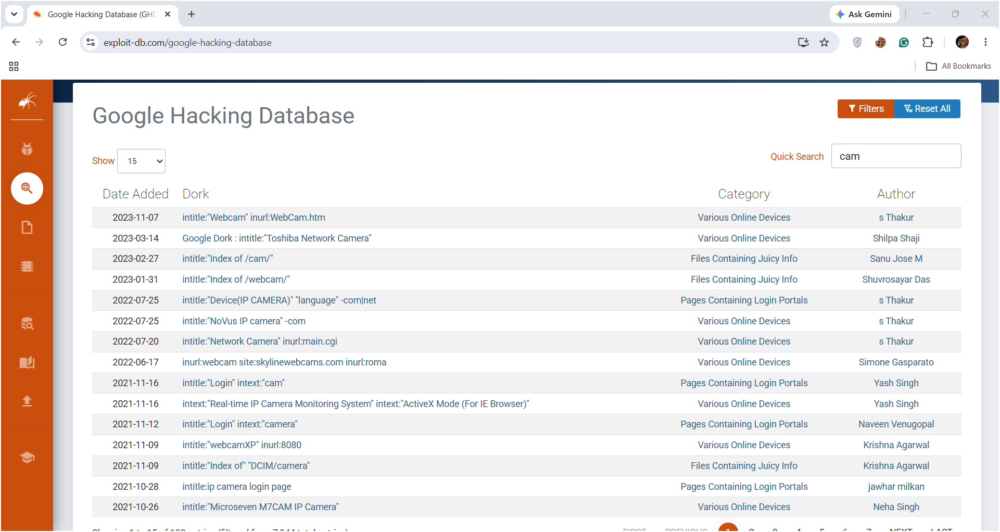 Google Hacking Database (GHD
Ask Gemini
exploit-db.com/google-hacking-database
All Bookmarks
Google Hacking Database
Filters
Reset All
Show 15
Quick Search cam
Date Added Dork Category Author
2023-11-07 intitle:"Webcam" inurl:WebCam.htm Various Online Devices s Thakur
2023-03-14 Google Dork : intitle:"Toshiba Network Camera" Various Online Devices Shilpa Shaji
2023-02-27 intitle:"Index of /cam/" Files Containing Juicy Info Sanu Jose M
2023-01-31 intitle:"Index of /webcam/" Files Containing Juicy Info Shuvrosayar Das
2022-07-25 intitle:"Device(IP CAMERA)" "language" -com|net Pages Containing Login Portals s Thakur
2022-07-25 intitle:"NoVus IP camera" -com Various Online Devices s Thakur
2022-07-20 intitle:"Network Camera" inurl:main.cgi Various Online Devices s Thakur
2022-06-17 inurl:webcam site:skylinewebcams.com inurl:roma Various Online Devices Simone Gasparato
2021-11-16 intitle:"Login" intext:"cam" Pages Containing Login Portals Yash Singh
2021-11-16 intext:"Real-time IP Camera Monitoring System" intext:"ActiveX Mode (For IE Browser)" Various Online Devices Yash Singh
2021-11-12 intitle:"Login" intext:"camera" Pages Containing Login Portals Naveen Venugopal
2021-11-09 intitle:"webcamXP" inurl:8080 Various Online Devices Krishna Agarwal
2021-11-09 intitle:"Index of" "DCIM/camera" Files Containing Juicy Info Krishna Agarwal
2021-10-28 intitle:ip camera login page Pages Containing Login Portals jawhar milkan
2021-10-26 intitle:"Microseven M7CAM IP Camera" Various Online Devices Neha Singh
FIRST PREVIOUS 1 2 3 4 5 6 7 NEXT LAST